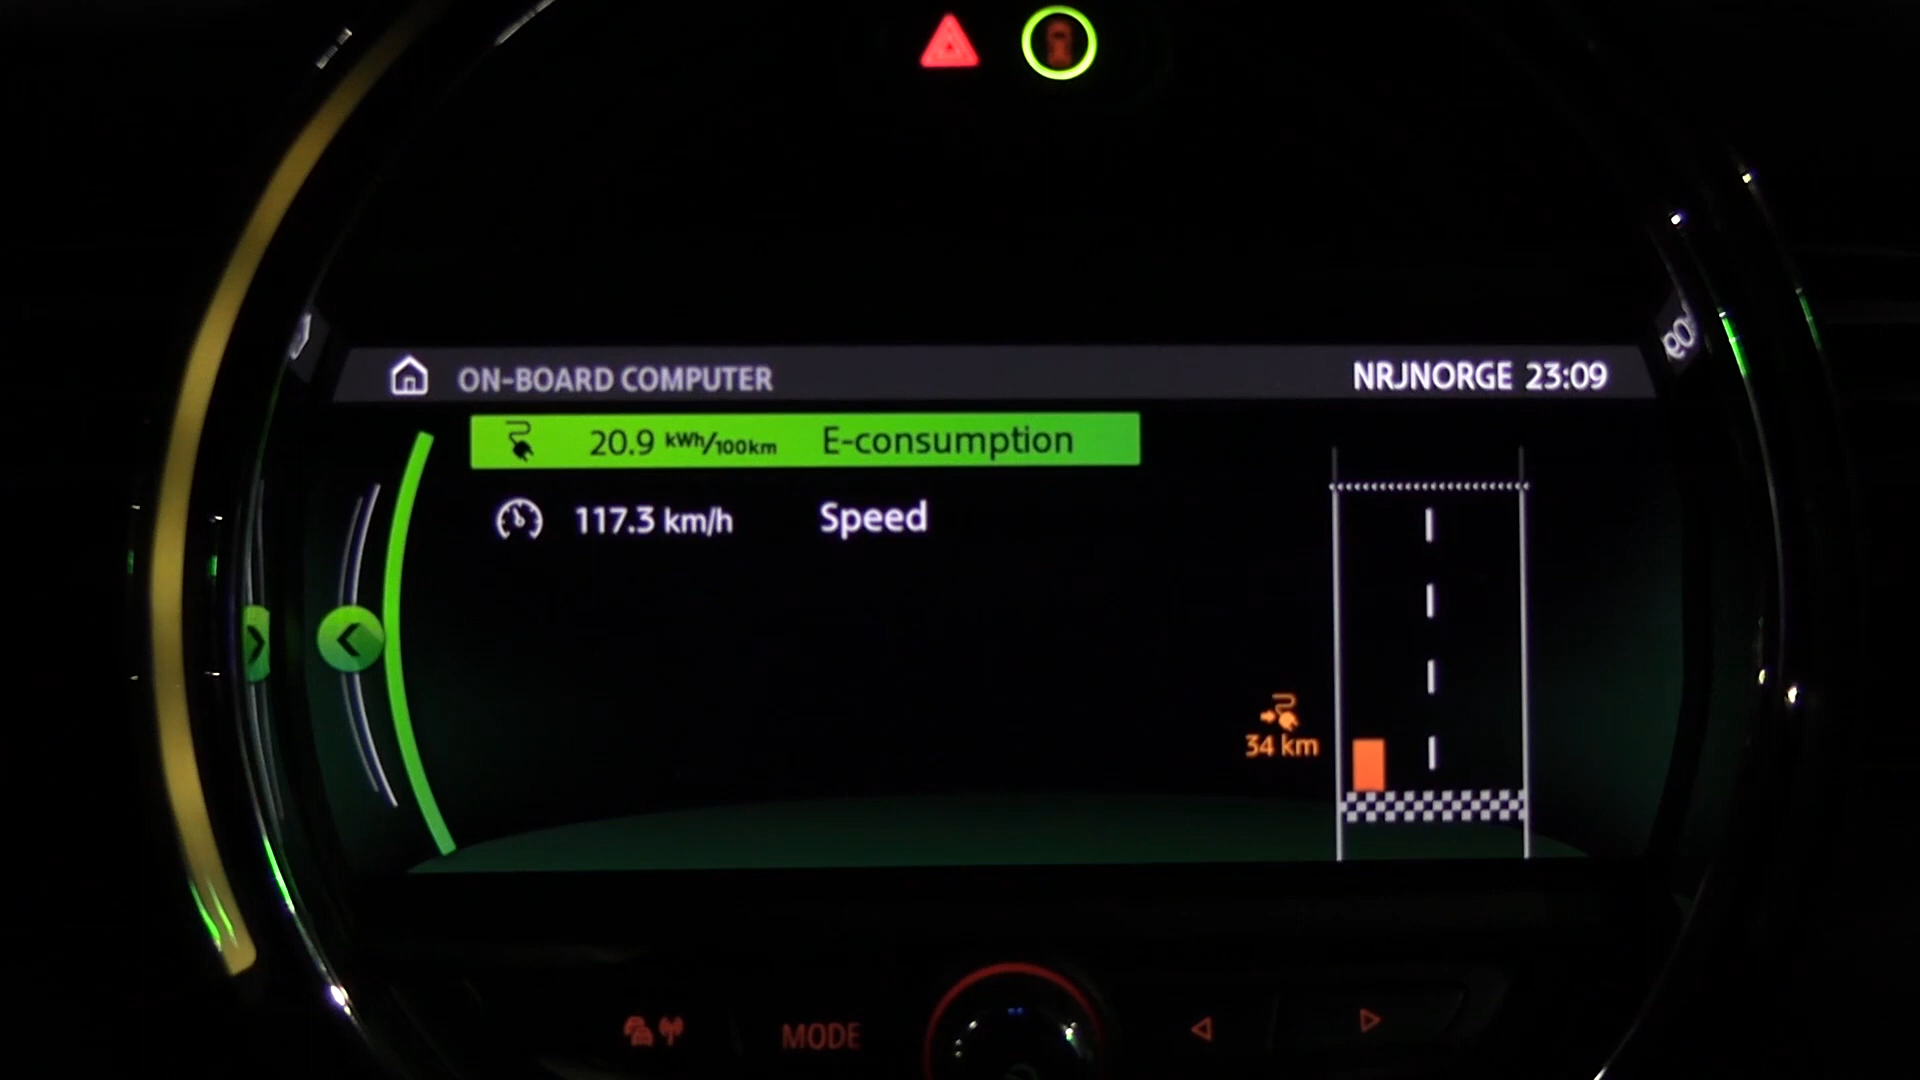 ON-BOARD COMPUTER
NRJNORGE 23:09
20.9 kWh/100km E-consumption
117.3 km/h Speed
34 km
MODE